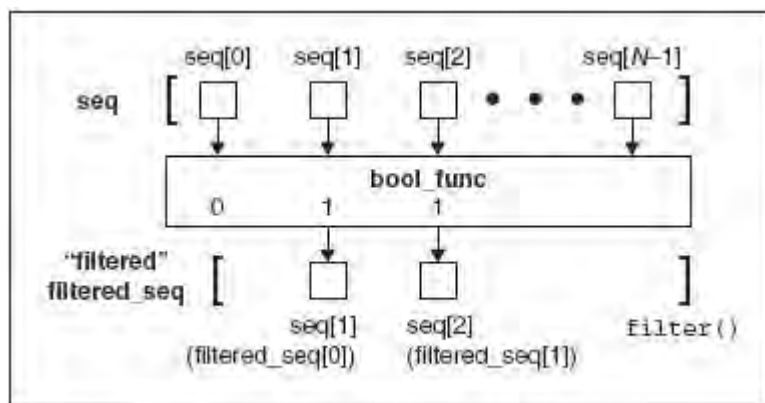 seq[0] seq[1] seq[2] seq[N–1]
seq [ ]
bool_func
0 1 1
“filtered”
filtered_seq [ ]
seq[1] seq[2] filter()
(filtered_seq[0]) (filtered_seq[1])